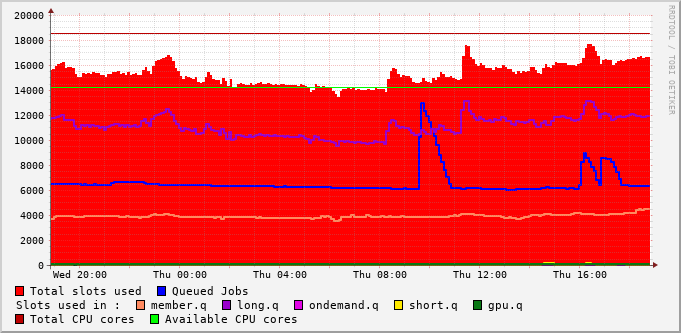 20000
18000
16000
14000
12000
10000
8000
6000
4000
2000
0
Wed 20:00 Thu 00:00 Thu 04:00 Thu 08:00 Thu 12:00 Thu 16:00
Total slots used Queued Jobs
Slots used in : member.q long.q ondemand.q short.q gpu.q
Total CPU cores Available CPU cores
RRDTOOL / TOBI OETIKER